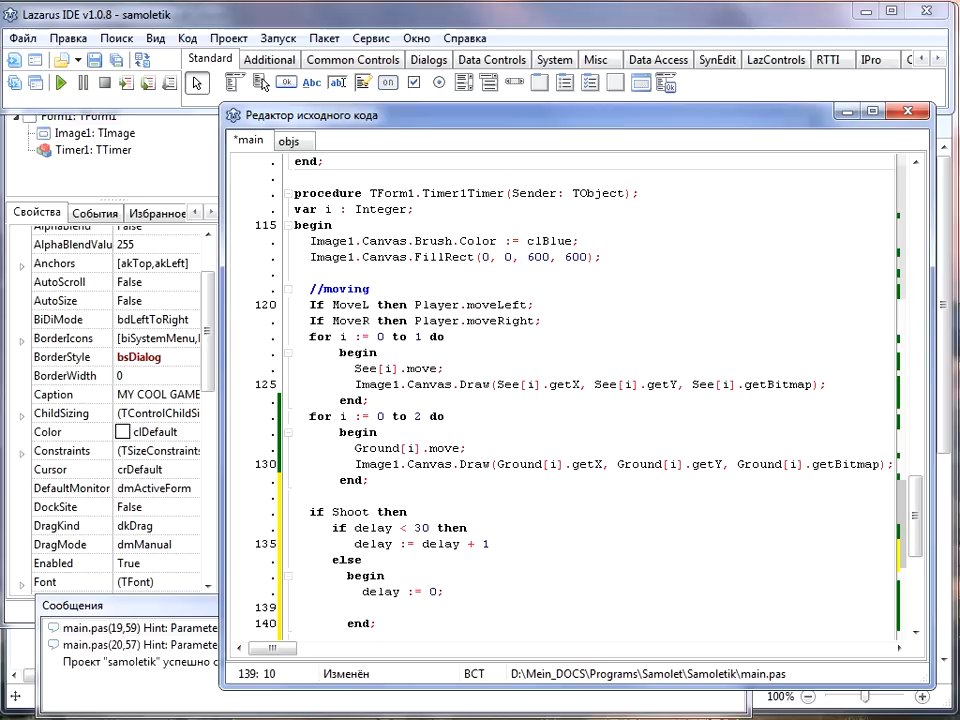 Lazarus IDE v1.0.8 - samoletik
Файл Правка Поиск Вид Код Проект Запуск Пакет Сервис Окно Справка
Standard Additional Common Controls Dialogs Data Controls System Misc Data Access SynEdit LazControls RTTI IPro
Ok Abc ab on
Form1: TForm1
Image1: TImage
Timer1: TTimer
Свойства События Избранное
AlphaBlend False
AlphaBlendValu 255
Anchors [akTop,akLeft]
AutoScroll False
AutoSize False
BiDiMode bdLeftToRight
BorderIcons [biSystemMenu,
BorderStyle bsDialog
BorderWidth 0
Caption MY COOL GAME
ChildSizing (TControlChildSi
Color clDefault
Constraints (TSizeConstraints
Cursor crDefault
DefaultMonitor dmActiveForm
DockSite False
DragKind dkDrag
DragMode dmManual
Enabled True
Font (TFont)
Сообщения
main.pas(19,59) Hint: Paramete
main.pas(20,57) Hint: Paramete
Проект "samoletik" успешно с
Редактор исходного кода
*main objs
end;
procedure TForm1.Timer1Timer(Sender: TObject);
var i : Integer;
115 begin
Image1.Canvas.Brush.Color := clBlue;
Image1.Canvas.FillRect(0, 0, 600, 600);
//moving
120 If MoveL then Player.moveLeft;
If MoveR then Player.moveRight;
for i := 0 to 1 do
begin
See[i].move;
125 Image1.Canvas.Draw(See[i].getX, See[i].getY, See[i].getBitmap);
end;
for i := 0 to 2 do
begin
Ground[i].move;
130 Image1.Canvas.Draw(Ground[i].getX, Ground[i].getY, Ground[i].getBitmap);
end;
if Shoot then
if delay < 30 then
135 delay := delay + 1
else
begin
delay := 0;
139
140 end;
139: 10 Изменён ВСТ D:\Mein_DOCS\Programs\Samolet\Samoletik\main.pas
100%